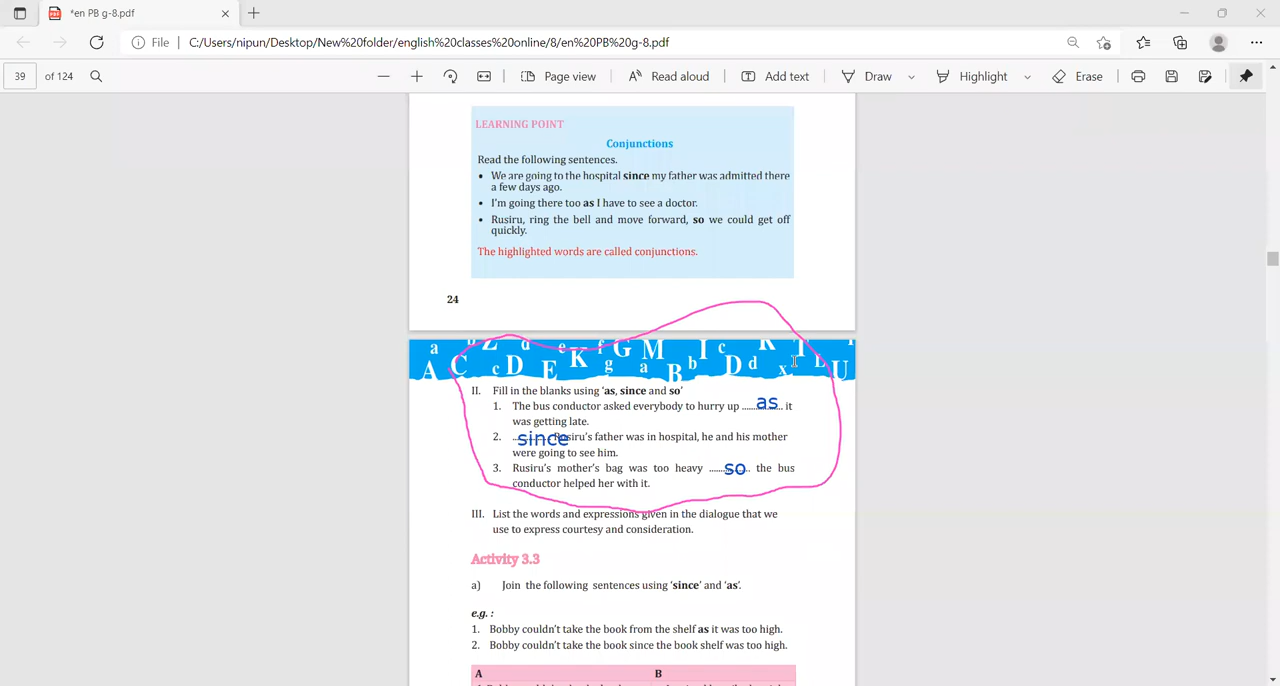 *en PB g-8.pdf
File | C:/Users/nipun/Desktop/New%20folder/english%20classes%20online/8/en%20PB%20g-8.pdf
39 of 124 Page view Read aloud Add text Draw Highlight Erase
LEARNING POINT
Conjunctions
Read the following sentences.
• We are going to the hospital since my father was admitted there
a few days ago.
• I'm going there too as I have to see a doctor.
• Rusiru, ring the bell and move forward, so we could get off
quickly.
The highlighted words are called conjunctions.
24
II. Fill in the blanks using 'as, since and so'
1. The bus conductor asked everybody to hurry up ....as.... it
was getting late.
2. ....since.... Rusiru's father was in hospital, he and his mother
were going to see him.
3. Rusiru's mother's bag was too heavy ....so.... the bus
conductor helped her with it.
III. List the words and expressions given in the dialogue that we
use to express courtesy and consideration.
Activity 3.3
a) Join the following sentences using 'since' and 'as'.
e.g. :
1. Bobby couldn't take the book from the shelf as it was too high.
2. Bobby couldn't take the book since the book shelf was too high.
A B